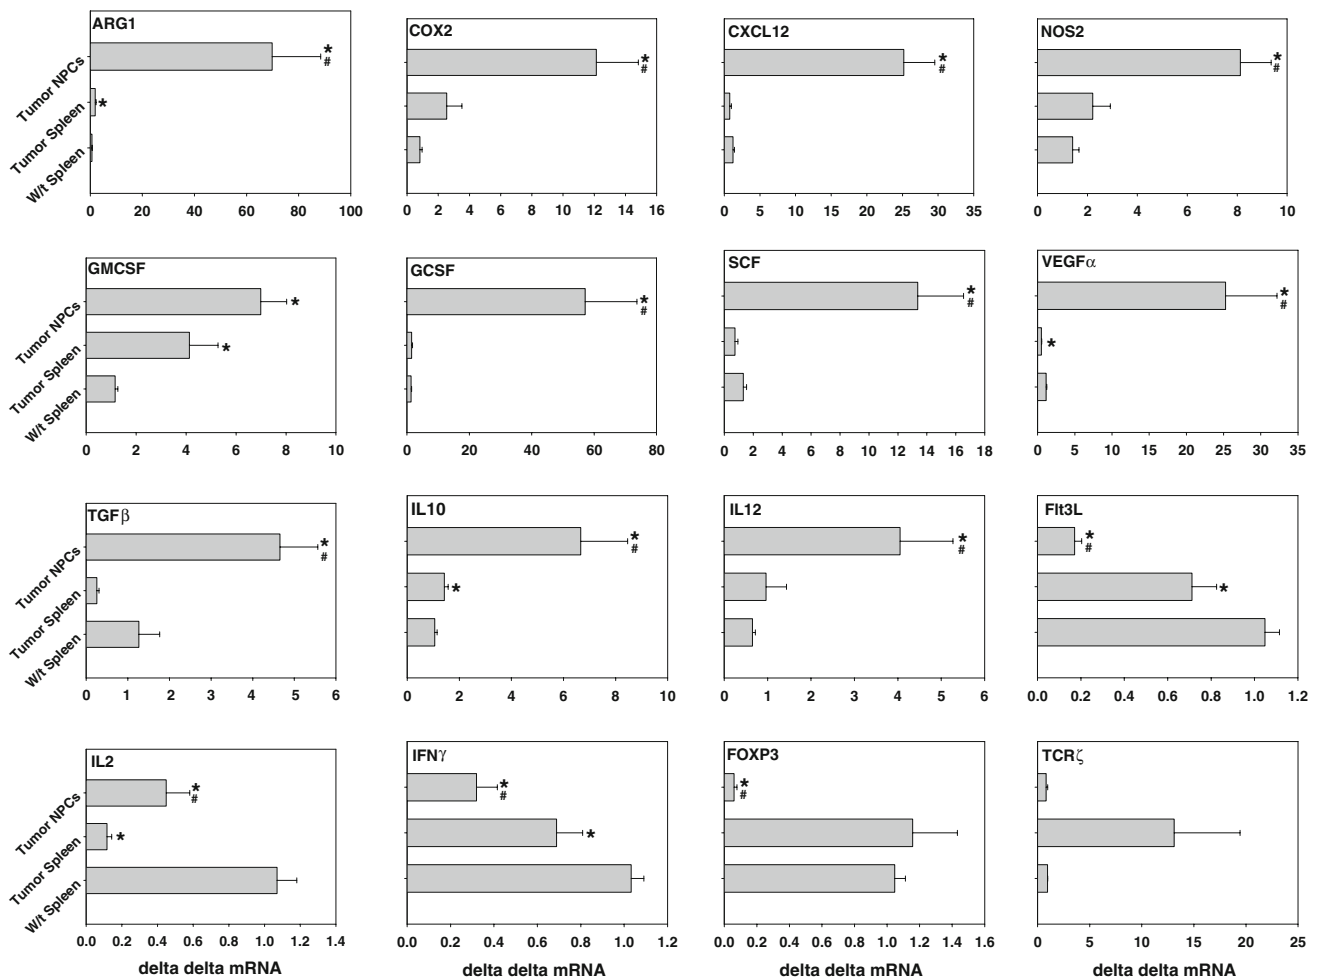 ARG1
Tumor NPCs
Tumor Spleen
W/t Spleen
*
#
*
0 20 40 60 80 100
COX2
*
#
0 2 4 6 8 10 12 14 16
CXCL12
*
#
0 5 10 15 20 25 30 35
NOS2
*
#
0 2 4 6 8 10
GMCSF
Tumor NPCs
Tumor Spleen
W/t Spleen
*
*
0 2 4 6 8 10
GCSF
*
#
0 20 40 60 80
SCF
*
#
0 2 4 6 8 10 12 14 16 18
VEGFα
*
#
*
0 5 10 15 20 25 30 35
TGFβ
Tumor NPCs
Tumor Spleen
W/t Spleen
*
#
0 1 2 3 4 5 6
IL10
*
#
*
0 2 4 6 8 10
IL12
*
#
0 1 2 3 4 5 6
Flt3L
*
#
*
0.0 0.2 0.4 0.6 0.8 1.0 1.2
IL2
Tumor NPCs
Tumor Spleen
W/t Spleen
*
#
*
0.0 0.2 0.4 0.6 0.8 1.0 1.2 1.4
delta delta mRNA
IFNγ
*
#
*
0.0 0.2 0.4 0.6 0.8 1.0 1.2
delta delta mRNA
FOXP3
*
#
0.0 0.2 0.4 0.6 0.8 1.0 1.2 1.4 1.6
delta delta mRNA
TCRζ
0 5 10 15 20 25
delta delta mRNA